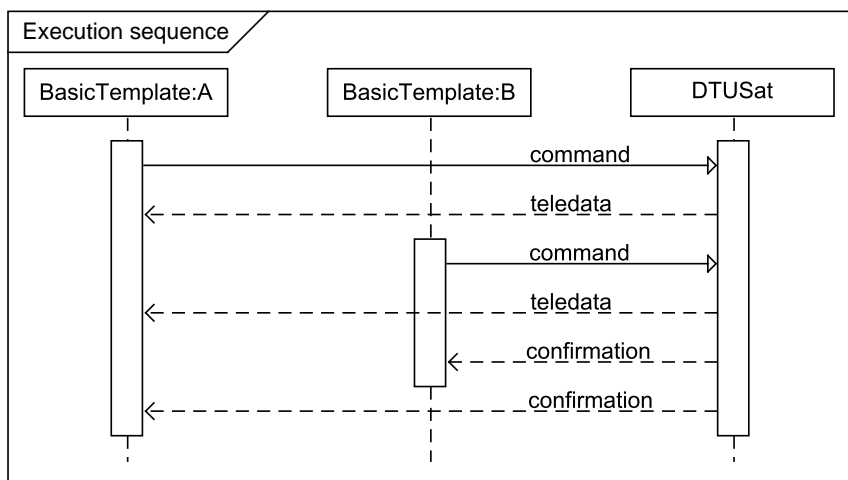 Execution sequence
BasicTemplate:A
BasicTemplate:B
DTUSat
command
teledata
command
teledata
confirmation
confirmation